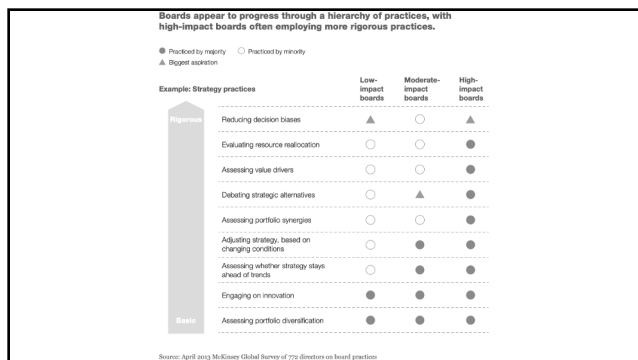 Boards appear to progress through a hierarchy of practices, with
high-impact boards often employing more rigorous practices.
Practiced by majority Practiced by minority
Biggest aspiration
Example: Strategy practices
Low-
impact
boards
Moderate-
impact
boards
High-
impact
boards
Rigorous
Reducing decision biases
Evaluating resource reallocation
Assessing value drivers
Debating strategic alternatives
Assessing portfolio synergies
Adjusting strategy, based on
changing conditions
Assessing whether strategy stays
ahead of trends
Engaging on innovation
Basic
Assessing portfolio diversification
Source: April 2013 McKinsey Global Survey of 772 directors on board practices